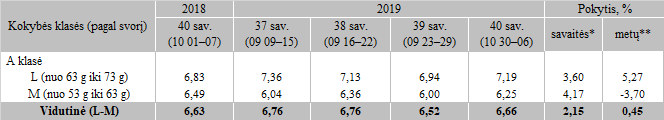 Kokybės klasės (pagal svorį) 2018 2019 Pokytis, %
40 sav. (10 01–07) 37 sav. (09 09–15) 38 sav. (09 16–22) 39 sav. (09 23–29) 40 sav. (10 30–06) savaitės* metų**
A klasė
L (nuo 63 g iki 73 g) 6,83 7,36 7,13 6,94 7,19 3,60 5,27
M (nuo 53 g iki 63 g) 6,49 6,04 6,36 6,00 6,25 4,17 -3,70
Vidutinė (L-M) 6,63 6,76 6,76 6,52 6,66 2,15 0,45